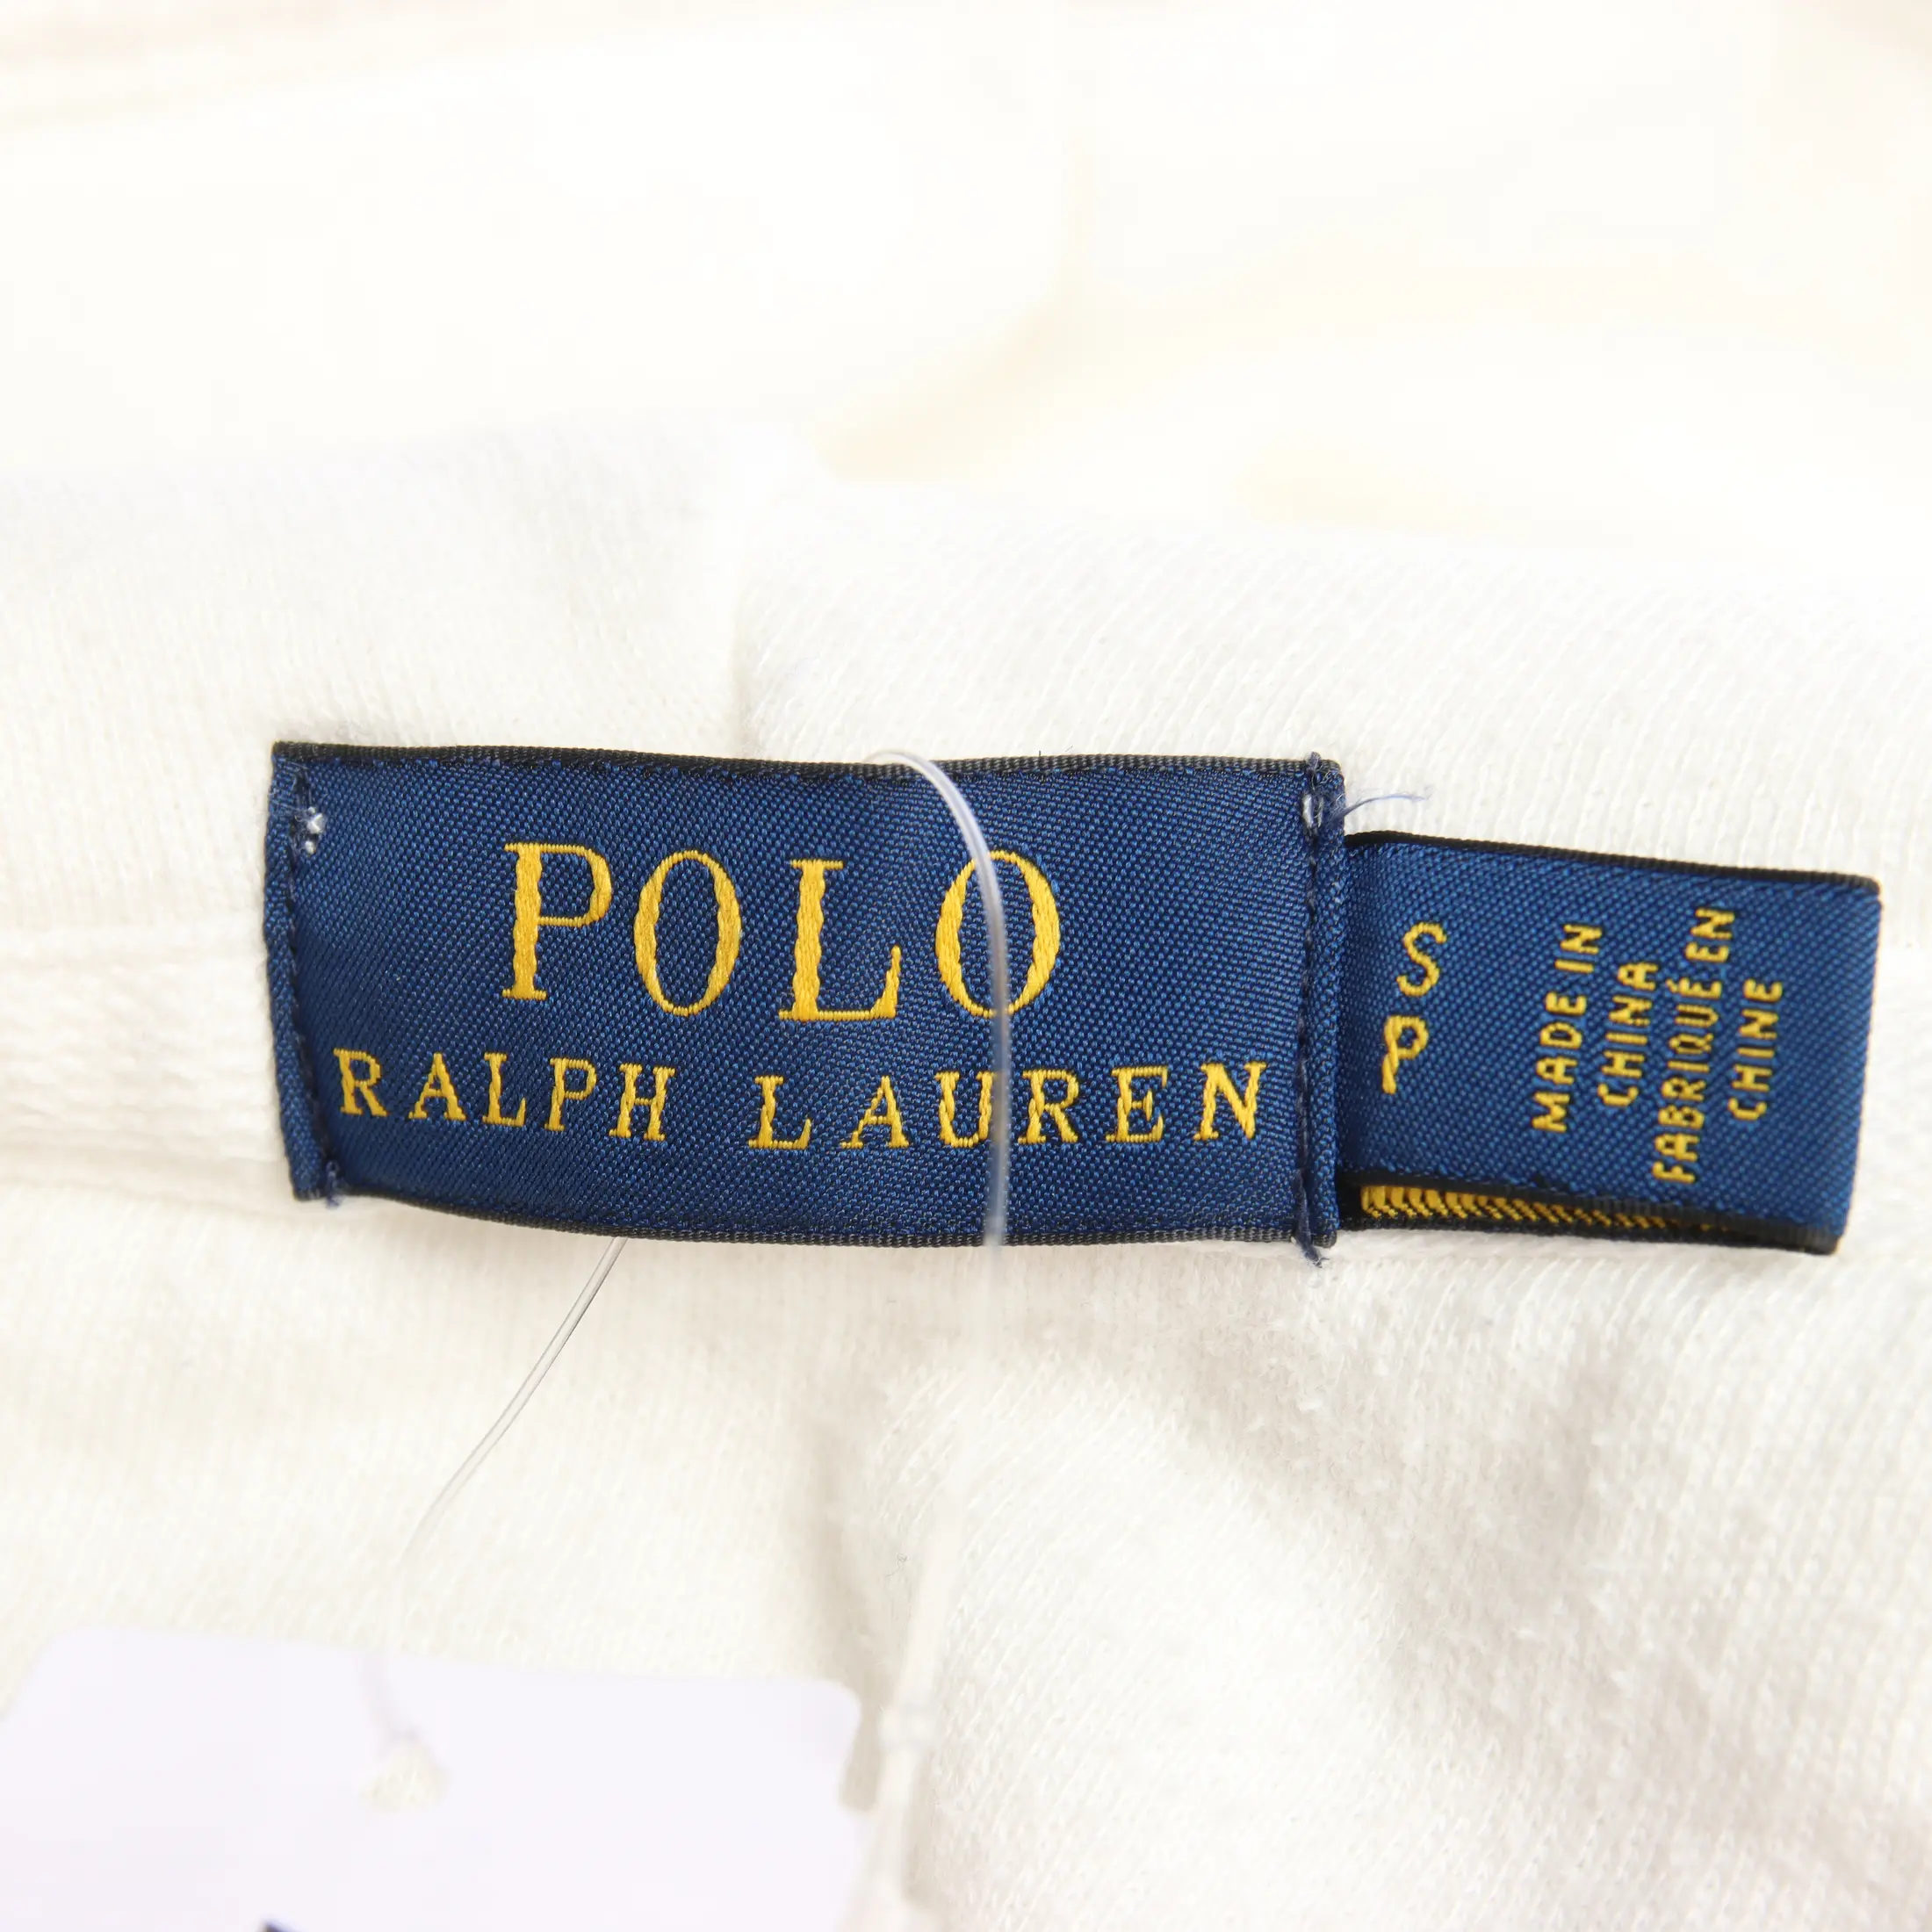 POLO
RALPH LAUREN
S
P
MADE IN
CHINA
FABRIQUÉ EN
CHINE